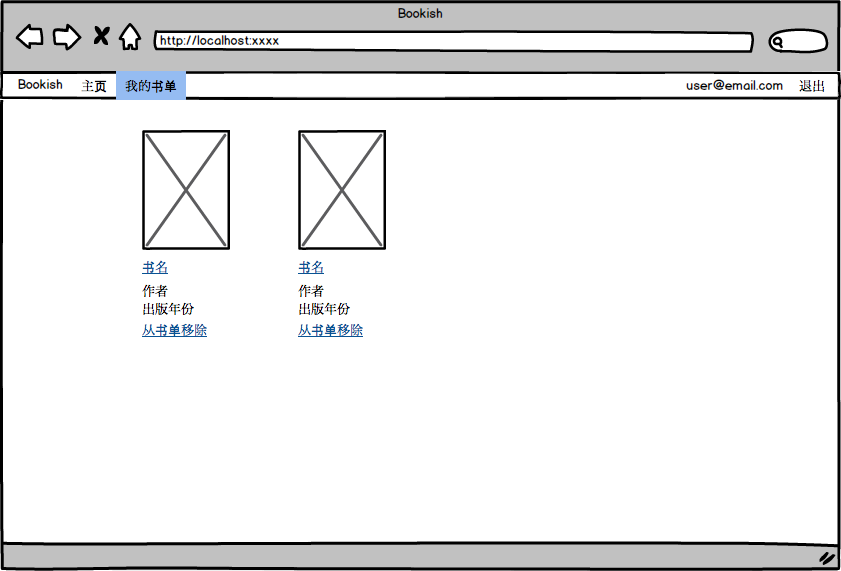 Bookish
http://localhost:xxxx
Bookish 主页 我的书单 user@email.com 退出
书名 书名
作者 作者
出版年份 出版年份
从书单移除 从书单移除